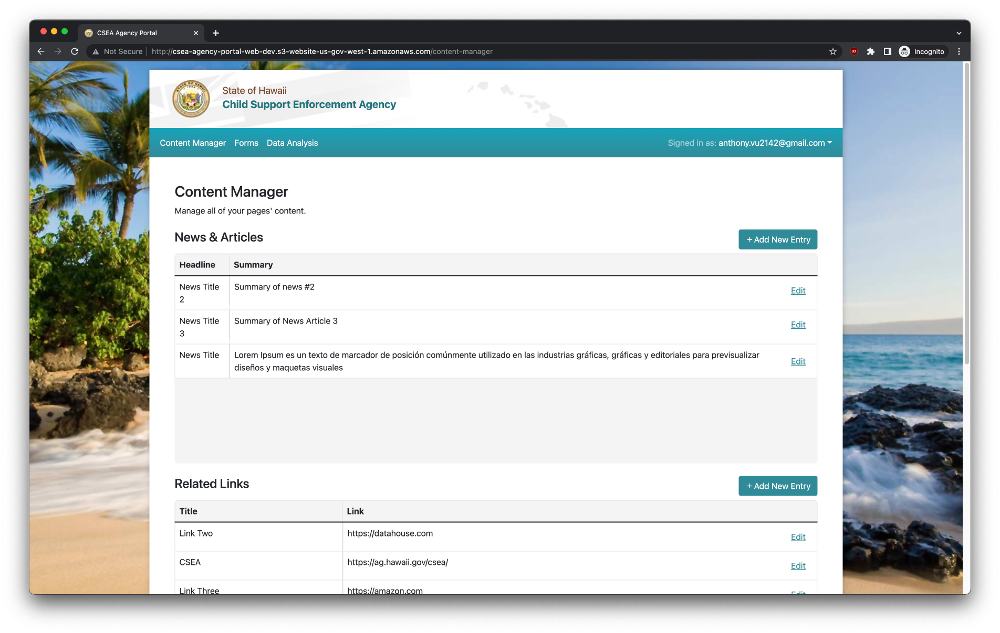 CSEA Agency Portal
Not Secure http://csea-agency-portal-web-dev.s3-website-us-gov-west-1.amazonaws.com/content-manager
Incognito
State of Hawaii
Child Support Enforcement Agency
Content Manager Forms Data Analysis Signed in as: anthony.vu2142@gmail.com
Content Manager
Manage all of your pages' content.
News & Articles
+ Add New Entry
Headline Summary
News Title 2 Summary of news #2 Edit
News Title 3 Summary of News Article 3 Edit
News Title Lorem Ipsum es un texto de marcador de posición comúnmente utilizado en las industrias gráficas, gráficas y editoriales para previsualizar
diseños y maquetas visuales Edit
Related Links
+ Add New Entry
Title Link
Link Two https://datahouse.com Edit
CSEA https://ag.hawaii.gov/csea/ Edit
Link Three https://amazon.com Edit